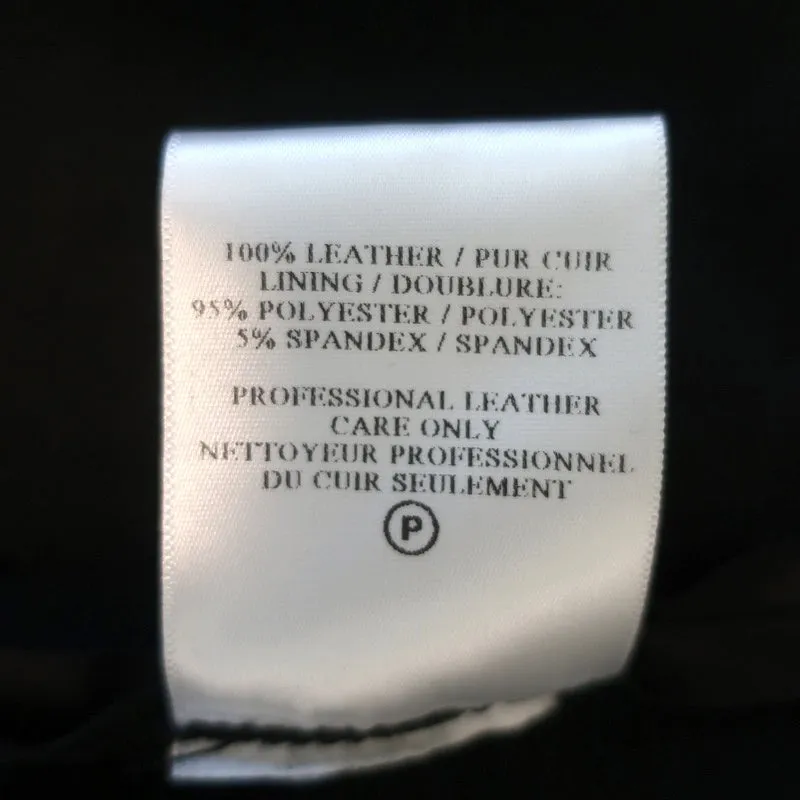 100% LEATHER / PUR CUIR
LINING / DOUBLURE:
95% POLYESTER / POLYESTER
5% SPANDEX / SPANDEX
PROFESSIONAL LEATHER
CARE ONLY
NETTOYEUR PROFESSIONNEL
DU CUIR SEULEMENT
P